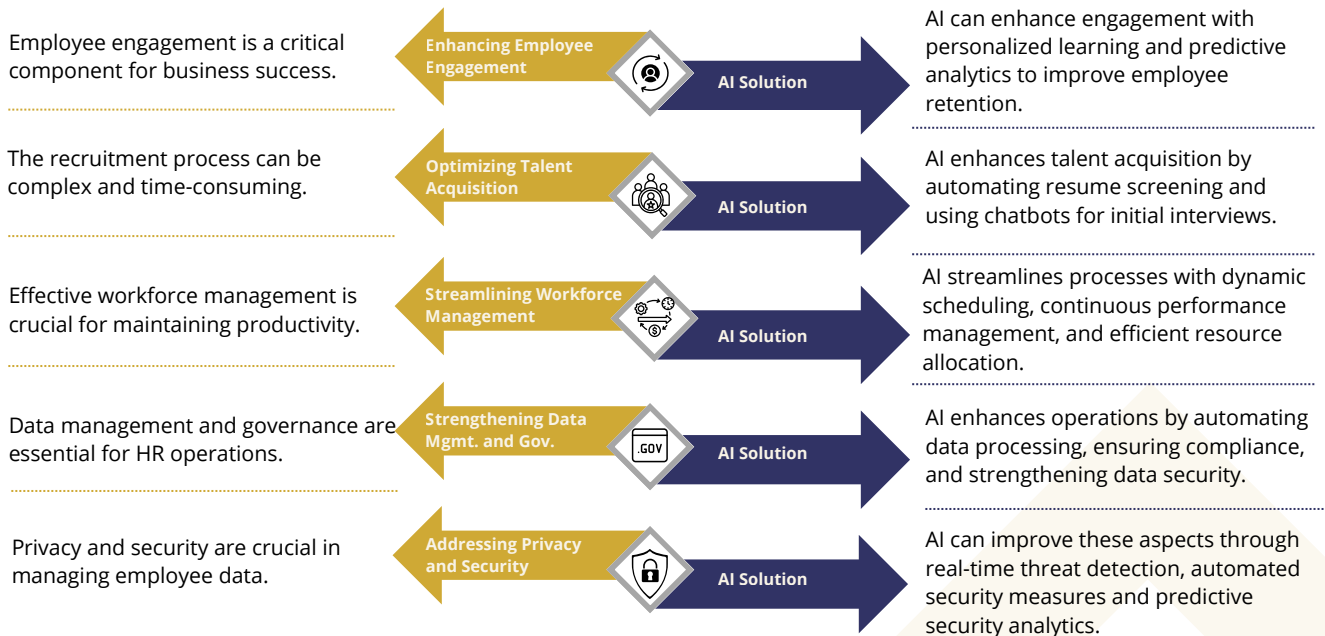 Employee engagement is a critical
component for business success.
Enhancing Employee
Engagement
AI Solution
AI can enhance engagement with
personalized learning and predictive
analytics to improve employee
retention.
The recruitment process can be
complex and time-consuming.
Optimizing Talent
Acquisition
AI Solution
AI enhances talent acquisition by
automating resume screening and
using chatbots for initial interviews.
Effective workforce management is
crucial for maintaining productivity.
Streamlining Workforce
Management
AI Solution
AI streamlines processes with dynamic
scheduling, continuous performance
management, and efficient resource
allocation.
Data management and governance are
essential for HR operations.
Strengthening Data
Mgmt. and Gov.
.GOV
AI Solution
AI enhances operations by automating
data processing, ensuring compliance,
and strengthening data security.
Privacy and security are crucial in
managing employee data.
Addressing Privacy
and Security
AI Solution
AI can improve these aspects through
real-time threat detection, automated
security measures and predictive
security analytics.